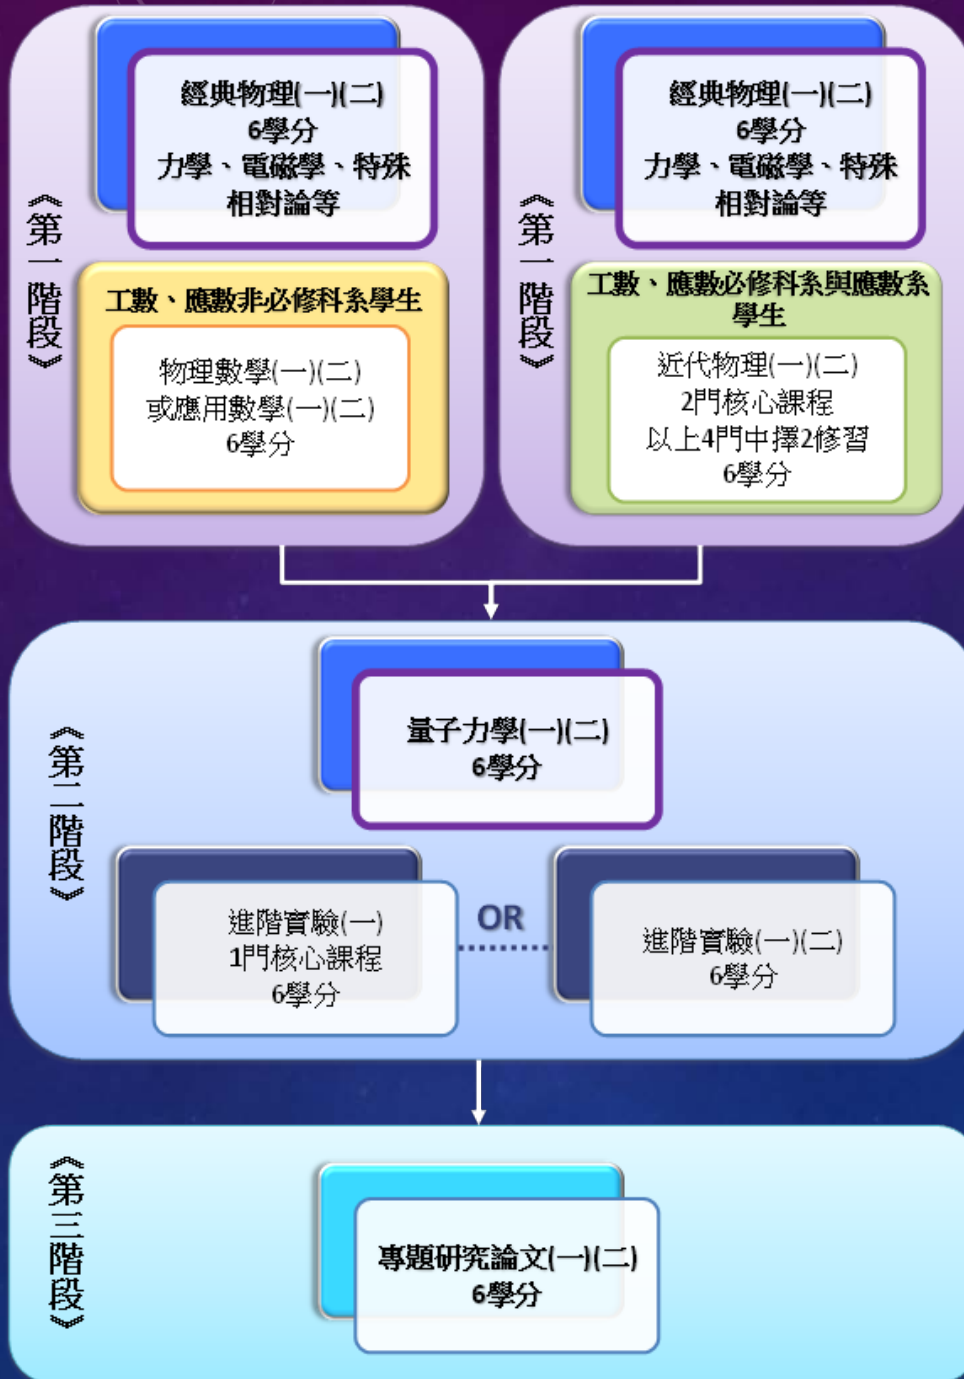 《第一階段》
經典物理(一)(二)
6學分
力學、電磁學、特殊
相對論等
工數、應數非必修科系學生
物理數學(一)(二)
或應用數學(一)(二)
6學分
《第一階段》
經典物理(一)(二)
6學分
力學、電磁學、特殊
相對論等
工數、應數必修科系與應數系
學生
近代物理(一)(二)
2門核心課程
以上4門中擇2修習
6學分
《第二階段》
量子力學(一)(二)
6學分
進階實驗(一)
1門核心課程
6學分
OR
進階實驗(一)(二)
6學分
《第三階段》
專題研究論文(一)(二)
6學分